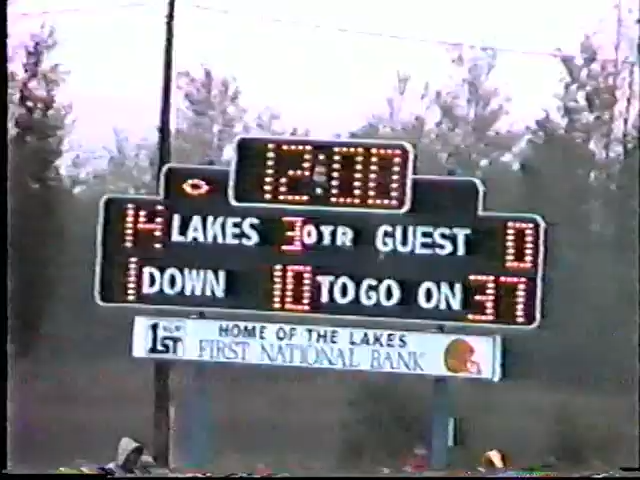 12:00
14 LAKES 3 QTR GUEST 0
1 DOWN 10 TO GO ON 37
1ST HOME OF THE LAKES
FIRST NATIONAL BANK